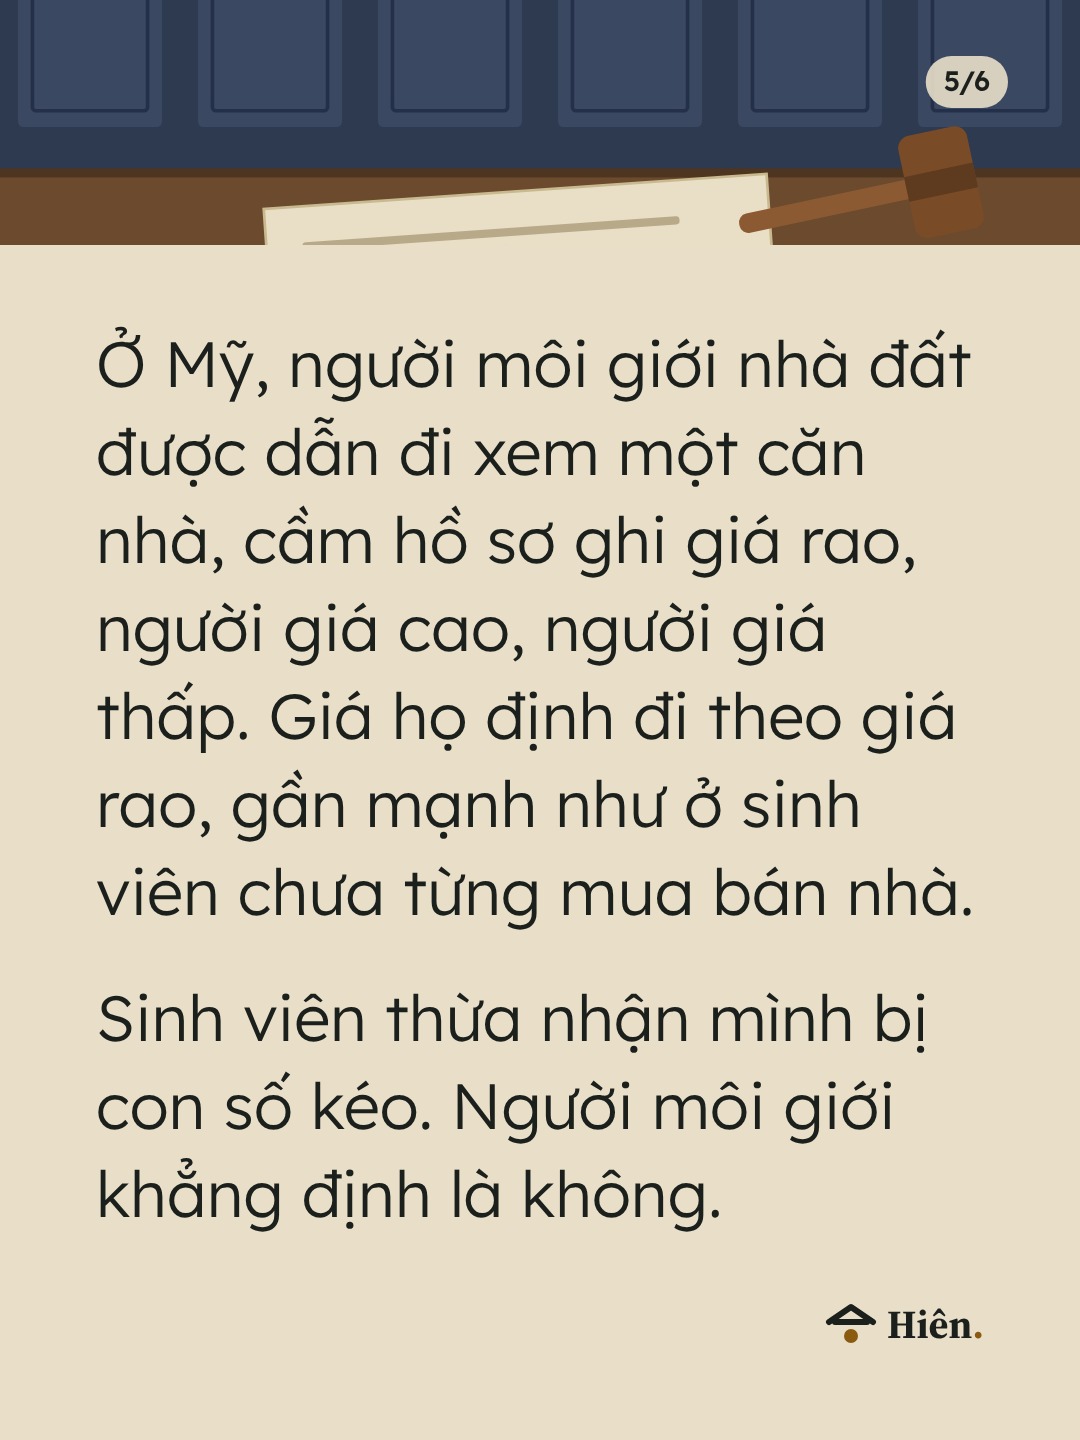 5/6
Ở Mỹ, người môi giới nhà đất
được dẫn đi xem một căn
nhà, cầm hồ sơ ghi giá rao,
người giá cao, người giá
thấp. Giá họ định đi theo giá
rao, gần mạnh như ở sinh
viên chưa từng mua bán nhà.
Sinh viên thừa nhận mình bị
con số kéo. Người môi giới
khẳng định là không.
Hiên.